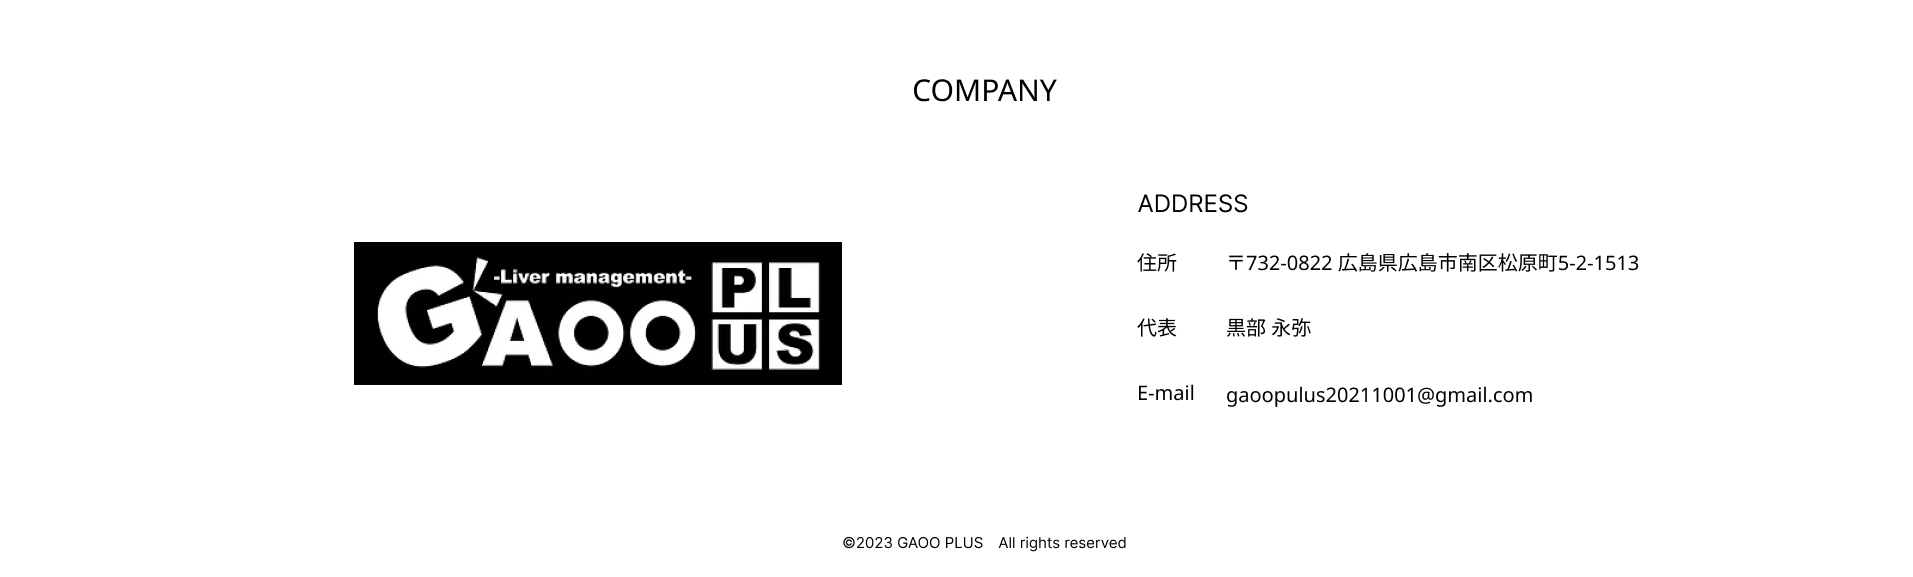 COMPANY
-Liver management-
GAOO PLUS
ADDRESS
住所 〒732-0822 広島県広島市南区松原町5-2-1513
代表 黒部 永弥
E-mail gaoopulus20211001@gmail.com
©2023 GAOO PLUS　All rights reserved